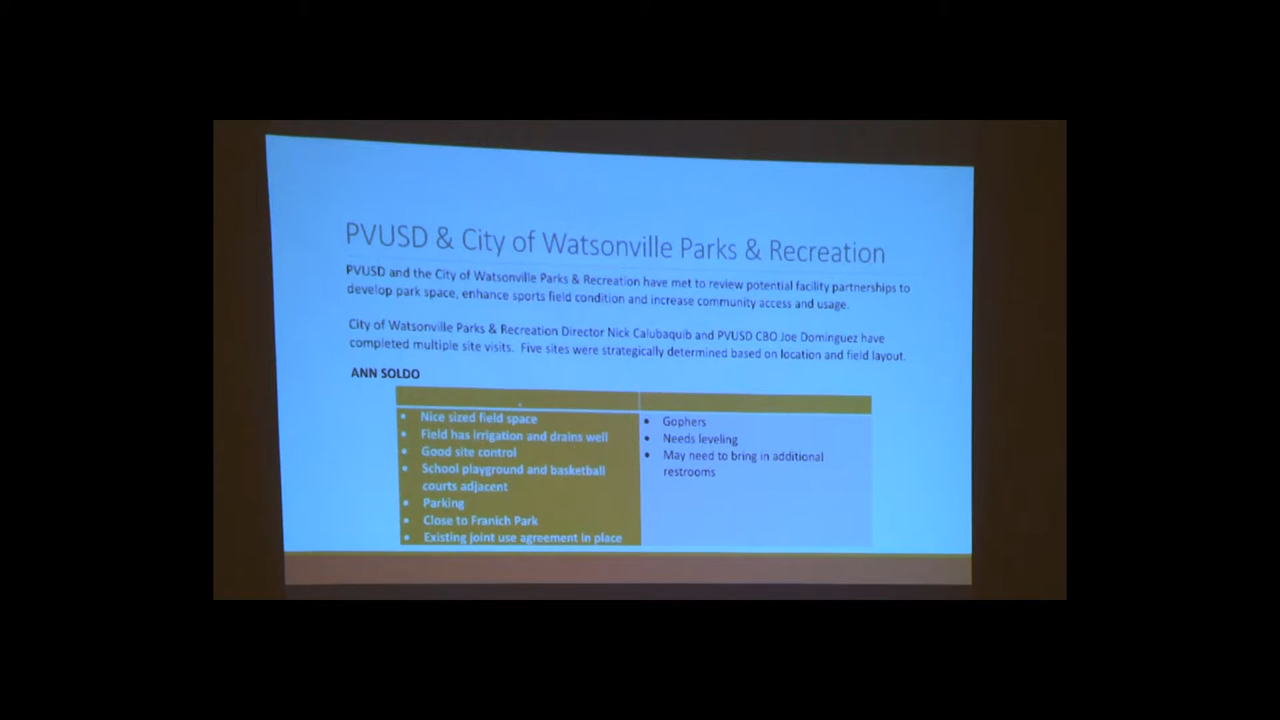 PVUSD & City of Watsonville Parks & Recreation
PVUSD and the City of Watsonville Parks & Recreation have met to review potential facility partnerships to
develop park space, enhance sports field condition and increase community access and usage.
City of Watsonville Parks & Recreation Director Nick Calubaquib and PVUSD CBO Joe Dominguez have
completed multiple site visits. Five sites were strategically determined based on location and field layout.
ANN SOLDO
• Nice sized field space
• Field has irrigation and drains well
• Good site control
• School playground and basketball
courts adjacent
• Parking
• Close to Franich Park
• Existing joint use agreement in place
• Gophers
• Needs leveling
• May need to bring in additional
restrooms